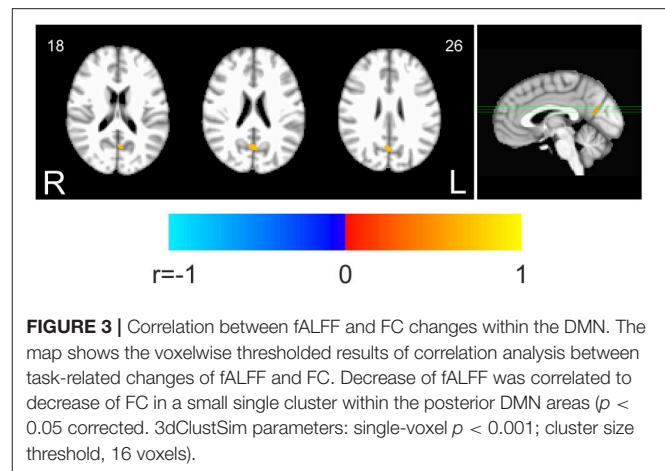 18 26
R L
r=-1 0 1
FIGURE 3 | Correlation between fALFF and FC changes within the DMN. The
map shows the voxelwise thresholded results of correlation analysis between
task-related changes of fALFF and FC. Decrease of fALFF was correlated to
decrease of FC in a small single cluster within the posterior DMN areas (p <
0.05 corrected. 3dClustSim parameters: single-voxel p < 0.001; cluster size
threshold, 16 voxels).